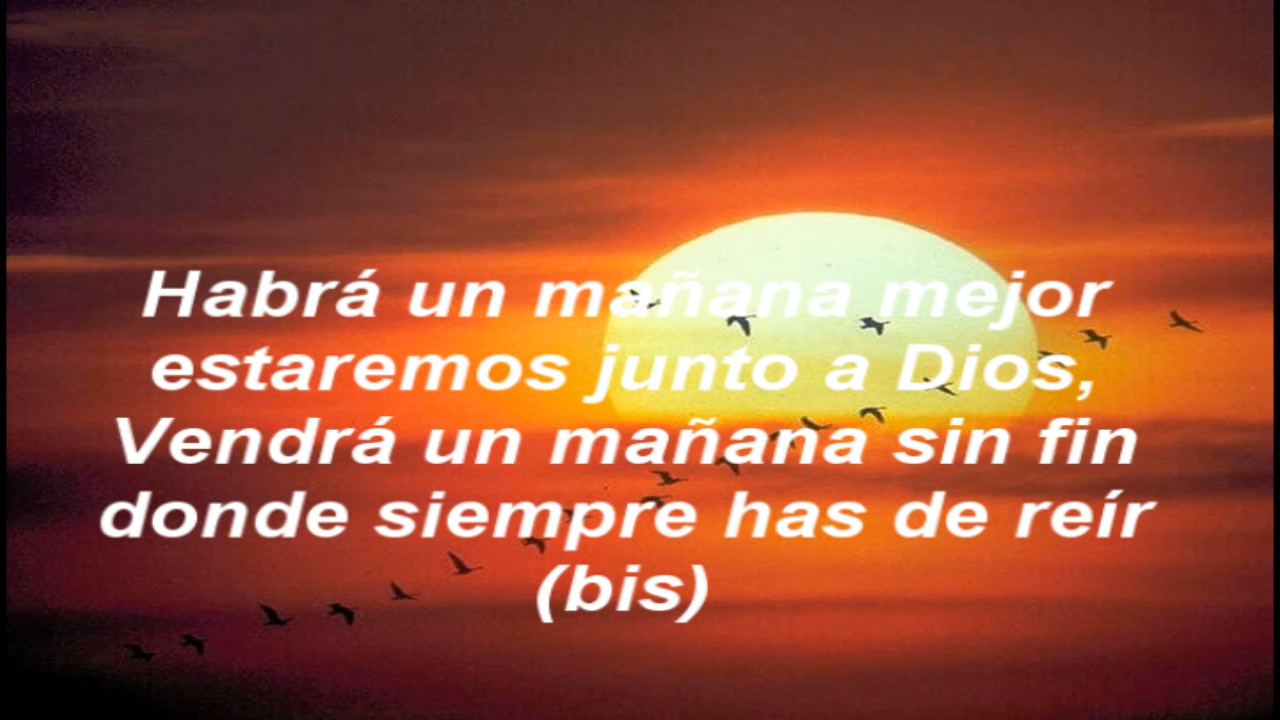 Habrá un mañana mejor
estaremos junto a Dios,
Vendrá un mañana sin fin
donde siempre has de reír
(bis)